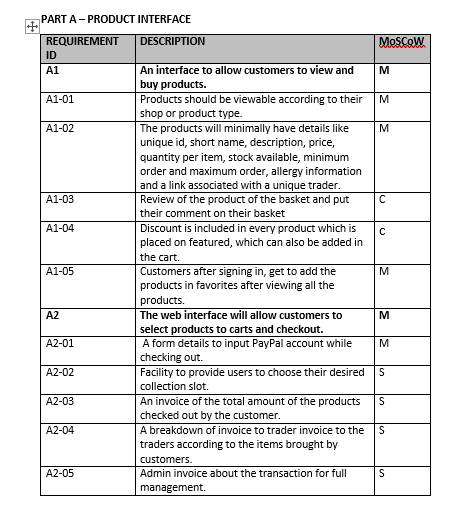 PART A – PRODUCT INTERFACE
REQUIREMENT DESCRIPTION MoSCoW
ID
A1 An interface to allow customers to view and M
buy products.
A1-01 Products should be viewable according to their M
shop or product type.
A1-02 The products will minimally have details like M
unique id, short name, description, price,
quantity per item, stock available, minimum
order and maximum order, allergy information
and a link associated with a unique trader.
A1-03 Review of the product of the basket and put C
their comment on their basket
A1-04 Discount is included in every product which is C
placed on featured, which can also be added in
the cart.
A1-05 Customers after signing in, get to add the M
products in favorites after viewing all the
products.
A2 The web interface will allow customers to M
select products to carts and checkout.
A2-01 A form details to input PayPal account while M
checking out.
A2-02 Facility to provide users to choose their desired S
collection slot.
A2-03 An invoice of the total amount of the products S
checked out by the customer.
A2-04 A breakdown of invoice to trader invoice to the S
traders according to the items brought by
customers.
A2-05 Admin invoice about the transaction for full S
management.